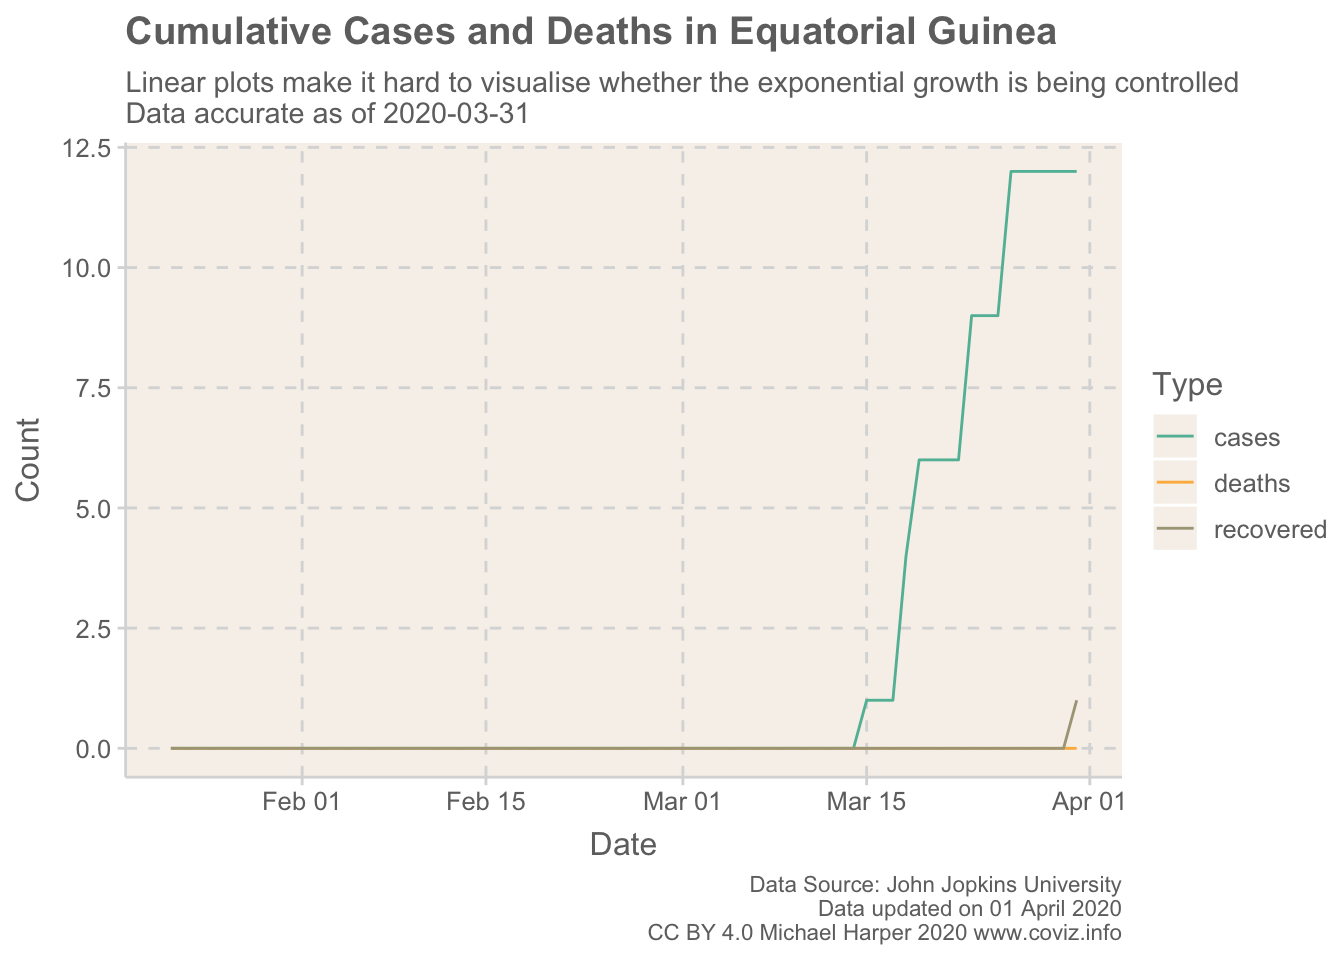 Cumulative Cases and Deaths in Equatorial Guinea
Linear plots make it hard to visualise whether the exponential growth is being controlled
Data accurate as of 2020-03-31
12.5
10.0
7.5
5.0
2.5
0.0
Count
Feb 01
Feb 15
Mar 01
Mar 15
Apr 01
Date
Type
cases
deaths
recovered
Data Source: John Jopkins University
Data updated on 01 April 2020
CC BY 4.0 Michael Harper 2020 www.coviz.info